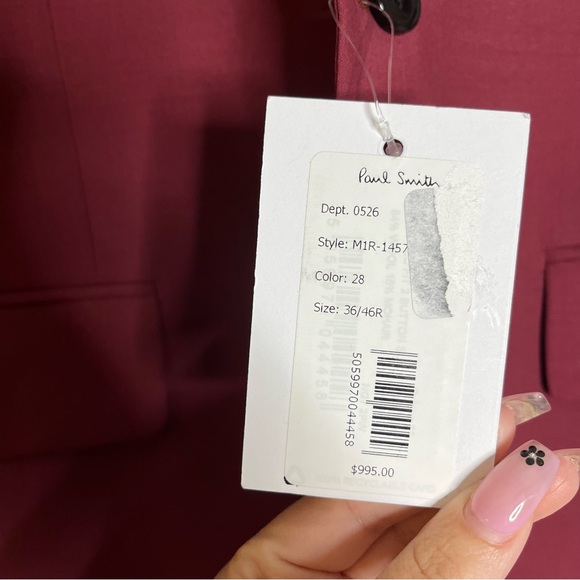 Paul Smith
Dept. 0526
Style: M1R-1457
Color: 28
Size: 36/46R
5059970044458
$995.00